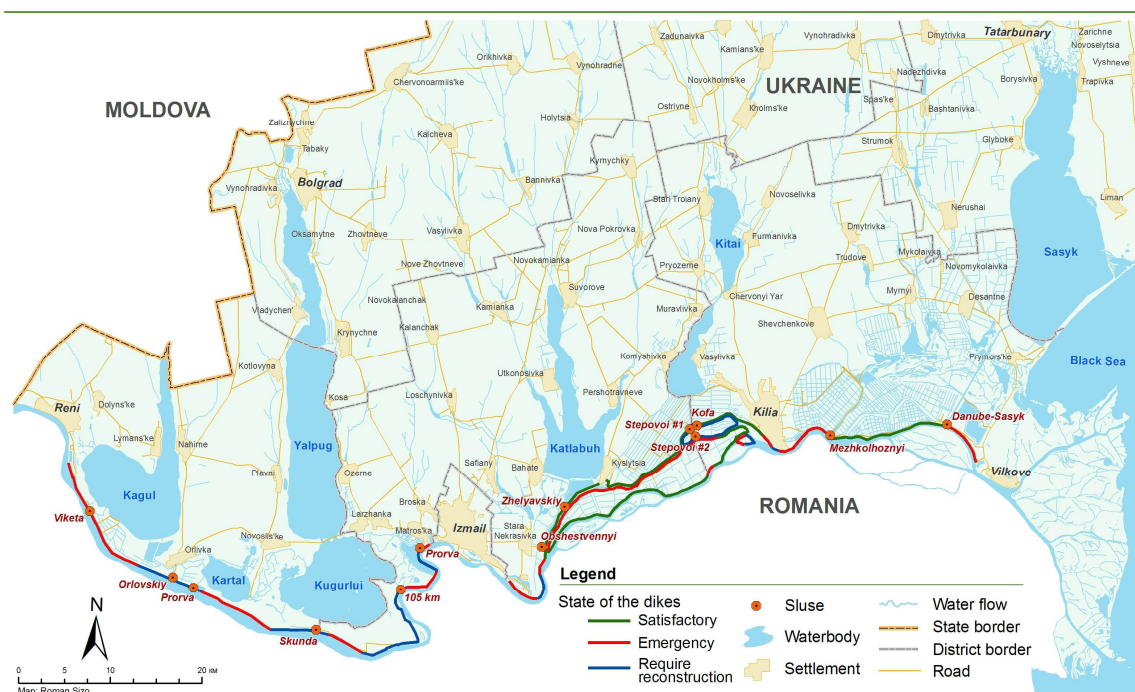 Tatarbunary
Zadunaivka
Kamians'ke
Vynohradivka
Dmytrivka
Zarichne
Novoselytsia
Orikhivka
Vynohradne
Vyshneve
Chervonoarmiis'ke
Novokholms'ke
Nadezhdivka
Borysivka
Trapivka
UKRAINE
MOLDOVA
Ostrivne
Kholms'ke
Spas'ke
Bashtanivka
Zaliznychne
Holytsia
Kalcheva
Strumok
Glyboke
Tabaky
Kyrnychky
Bolgrad
Vynohradivka
Bannivka
Stari Troiany
Novoselivka
Liman
Nerushai
Oksamytne
Zhovtneve
Vasylivka
Nova Pokrovka
Kitai
Furmanivka
Dmytrivka
Mykolaivka
Sasyk
Nove Zhovtneve
Novokamianka
Pryozerne
Trudove
Novomykolaivka
Suvorove
Myrnyi
Desantne
Novokalanchak
Kamianka
Chervonyi Yar
Vladychen'
Muravlivka
Kalanchak
Shevchenkove
Krynychne
Komyshivka
Vasylivka
Prymors'ke
Black Sea
Kotlovyna
Utkonosivka
Pershotravneve
Loschynivka
Kosa
Reni
Dolyns'ke
Kofa
Kilia
Danube-Sasyk
Stepovoi #1
Lymans'ke
Nahirne
Yalpug
Katlabuh
Stepovoi #2
Mezhkolhoznyi
Safiany
Bahate
Kyslytsia
Plavni
Ozerne
Vilkove
Kagul
Zhelyavskiy
Broska
ROMANIA
Viketa
Larzhanka
Izmail
Matros'ka
Stara
Nekrasivka
Novosils'ke
Obshestvennyi
Orlivka
Prorva
Orlovskiy
Kartal
Kugurlui
Prorva
105 km
Skunda
Legend
State of the dikes
Satisfactory
Emergency
Require
reconstruction
Sluse
Waterbody
Settlement
Water flow
State border
District border
Road
N
0 5 10 20 км
Map: Roman Sizo